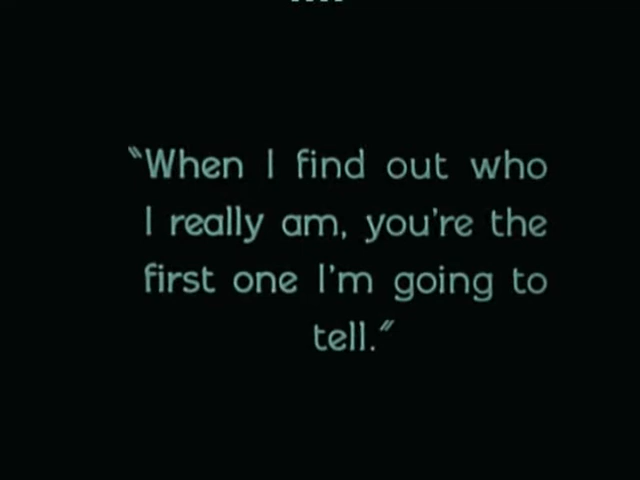 "When I find out who
I really am, you're the
first one I'm going to
tell."